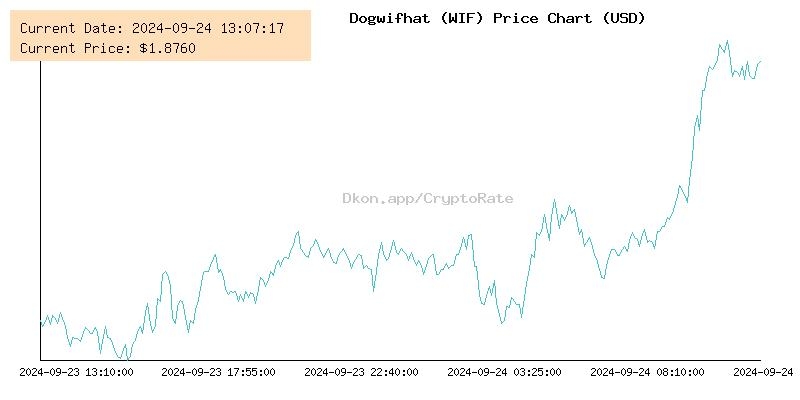 Dogwifhat (WIF) Price Chart (USD)
Current Date: 2024-09-24 13:07:17
Current Price: $1.8760
Dkon.app/CryptoRate
2024-09-23 13:10:00 2024-09-23 17:55:00 2024-09-23 22:40:00 2024-09-24 03:25:00 2024-09-24 08:10:00 2024-09-24